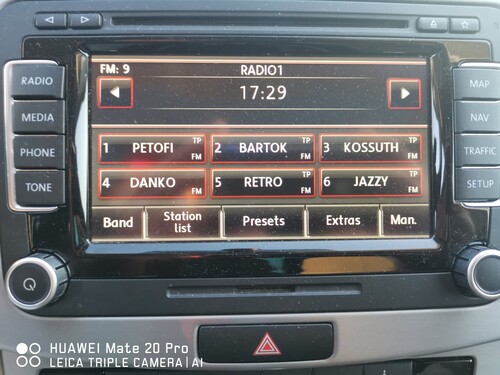 RADIO
MEDIA
PHONE
TONE
FM: 9 RADIO1
17:29
1 PETOFI TP FM
2 BARTOK TP FM
3 KOSSUTH TP FM
4 DANKO TP FM
5 RETRO TP FM
6 JAZZY TP FM
Band
Station
list
Presets
Extras
Man.
MAP
NAV
TRAFFIC
SETUP
HUAWEI Mate 20 Pro
LEICA TRIPLE CAMERA | AI